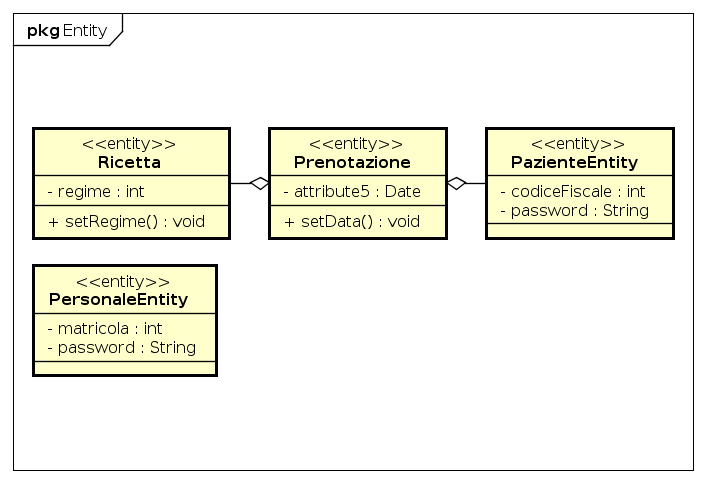 pkg Entity
<<entity>>
Ricetta
- regime : int
+ setRegime() : void
<<entity>>
Prenotazione
- attribute5 : Date
+ setData() : void
<<entity>>
PazienteEntity
- codiceFiscale : int
- password : String
<<entity>>
PersonaleEntity
- matricola : int
- password : String